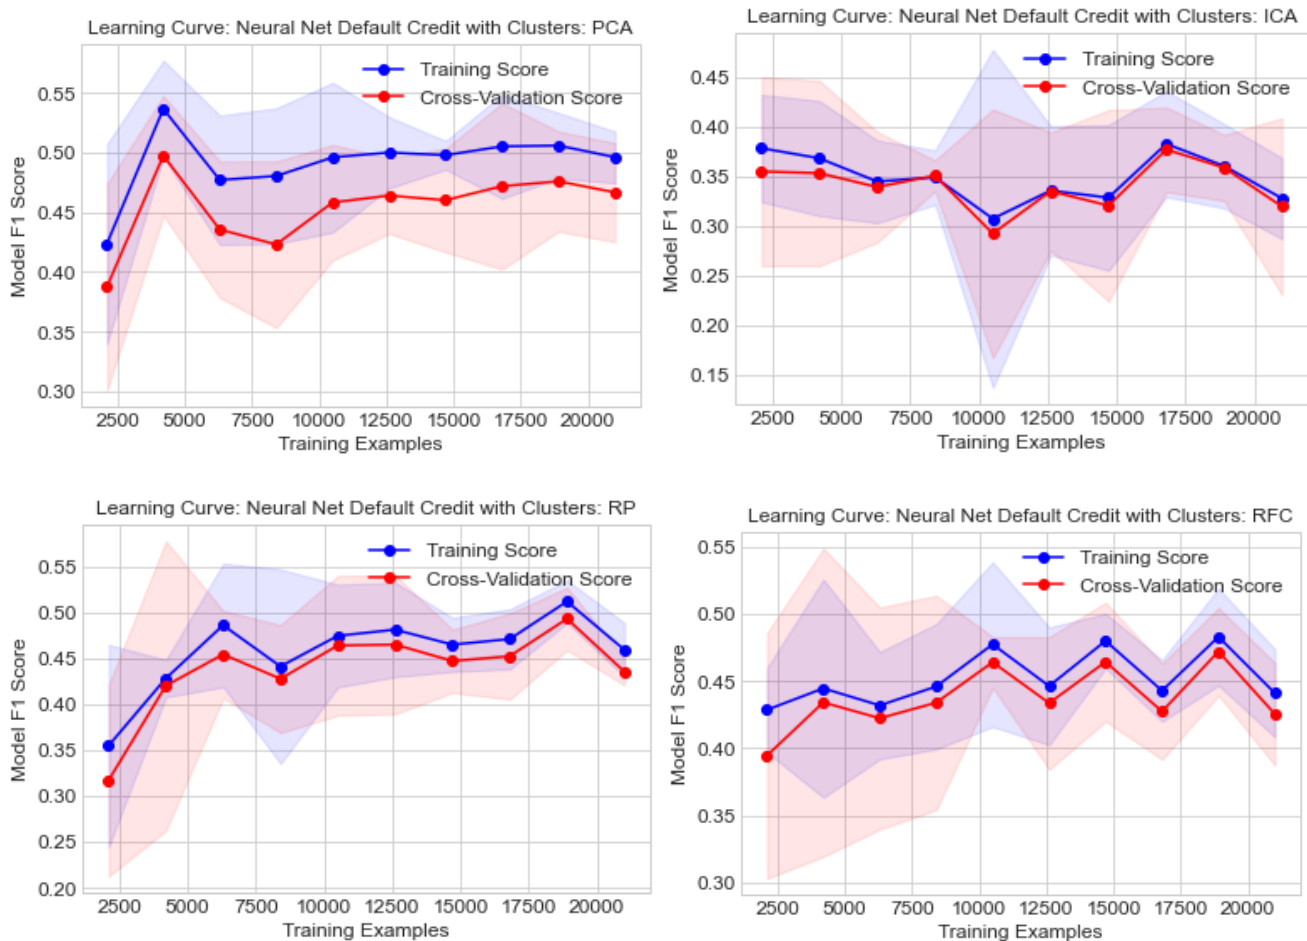 Learning Curve: Neural Net Default Credit with Clusters: PCA
Training Score
Cross-Validation Score
Model F1 Score
0.55
0.50
0.45
0.40
0.35
0.30
2500 5000 7500 10000 12500 15000 17500 20000
Training Examples
Learning Curve: Neural Net Default Credit with Clusters: ICA
Training Score
Cross-Validation Score
Model F1 Score
0.45
0.40
0.35
0.30
0.25
0.20
0.15
2500 5000 7500 10000 12500 15000 17500 20000
Training Examples
Learning Curve: Neural Net Default Credit with Clusters: RP
Training Score
Cross-Validation Score
Model F1 Score
0.55
0.50
0.45
0.40
0.35
0.30
0.25
0.20
2500 5000 7500 10000 12500 15000 17500 20000
Training Examples
Learning Curve: Neural Net Default Credit with Clusters: RFC
Training Score
Cross-Validation Score
Model F1 Score
0.55
0.50
0.45
0.40
0.35
0.30
2500 5000 7500 10000 12500 15000 17500 20000
Training Examples